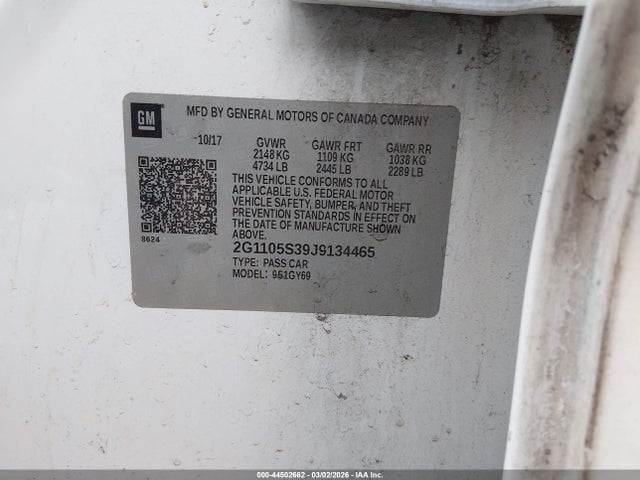 GM
MFD BY GENERAL MOTORS OF CANADA COMPANY
10/17 GVWR GAWR FRT GAWR RR
2148 KG 1109 KG 1038 KG
4734 LB 2445 LB 2289 LB
THIS VEHICLE CONFORMS TO ALL
APPLICABLE U.S. FEDERAL MOTOR
VEHICLE SAFETY, BUMPER, AND THEFT
PREVENTION STANDARDS IN EFFECT ON
THE DATE OF MANUFACTURE SHOWN
ABOVE.
8624
2G1105S39J9134465
TYPE: PASS CAR
MODEL: 9S1GY69
000-44502662 - 03/02/2026 - IAA Inc.